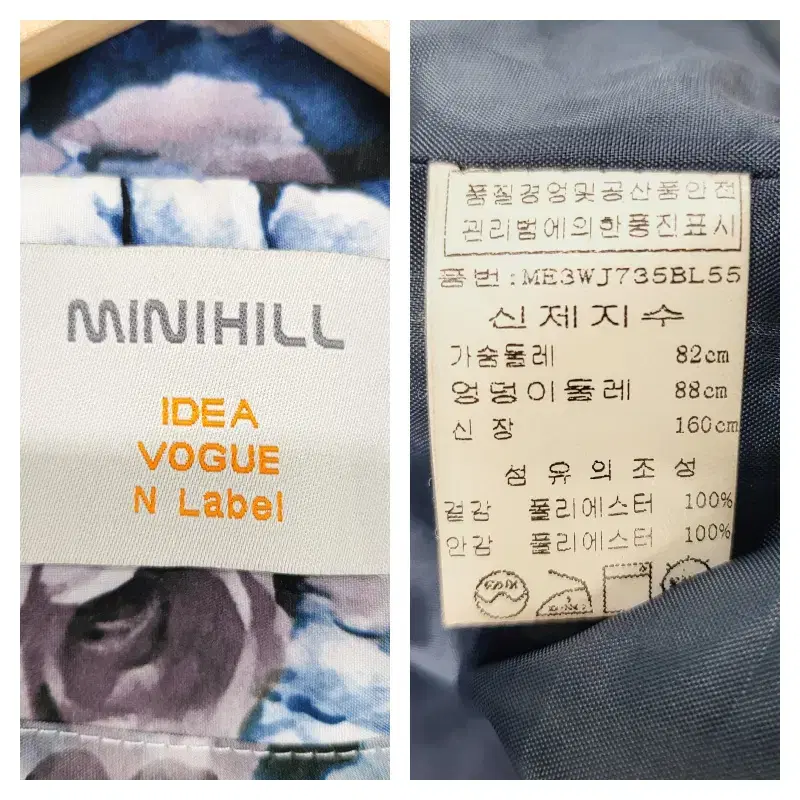 MINIHILL
IDEA
VOGUE
N Label
품질경영및공산품안전
관리법에의한품질표시
품번:ME3WJ735BL55
신체치수
가슴둘레 82cm
엉덩이둘레 88cm
신장 160cm
섬유의조성
겉감 폴리에스터 100%
안감 폴리에스터 100%